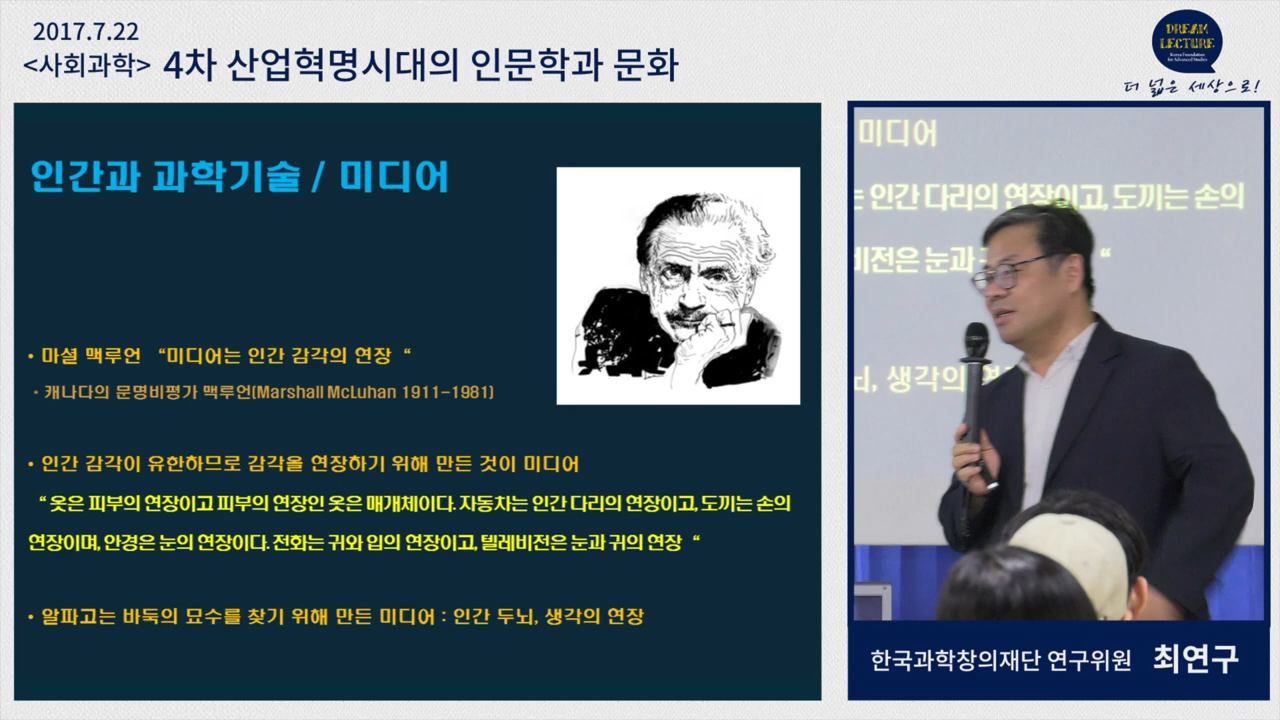 2017.7.22
<사회과학> 4차 산업혁명시대의 인문학과 문화
DREAM
LECTURE
Korea Foundation
for Advanced Studies
더 넓은 세상으로!
인간과 과학기술 / 미디어
• 마셜 맥루언 “미디어는 인간 감각의 연장 “
• 캐나다의 문명비평가 맥루언(Marshall McLuhan 1911-1981)
• 인간 감각이 유한하므로 감각을 연장하기 위해 만든 것이 미디어
“ 옷은 피부의 연장이고 피부의 연장인 옷은 매개체이다. 자동차는 인간 다리의 연장이고, 도끼는 손의
연장이며, 안경은 눈의 연장이다. 전화는 귀와 입의 연장이고, 텔레비전은 눈과 귀의 연장 “
• 알파고는 바둑의 묘수를 찾기 위해 만든 미디어 : 인간 두뇌, 생각의 연장
미디어
는 인간 다리의 연장이고, 도끼는 손의
비전은 눈과 “
뇌, 생각의
한국과학창의재단 연구위원 최연구